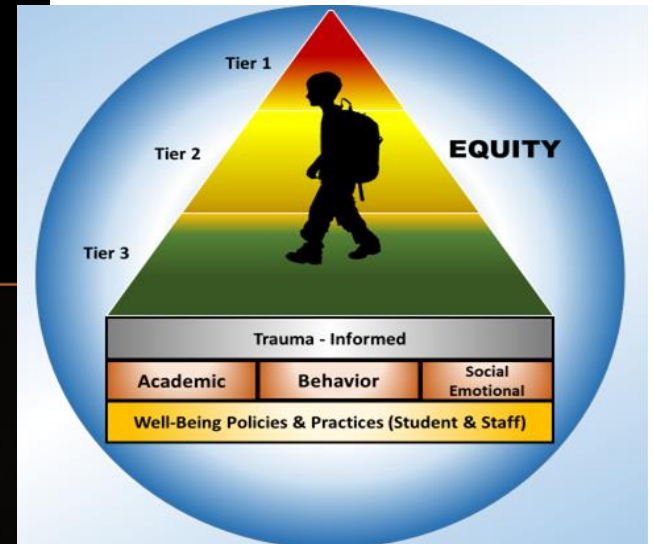 Tier 1
Tier 2
EQUITY
Tier 3
Trauma - Informed
Academic
Behavior
Social
Emotional
Well-Being Policies & Practices (Student & Staff)